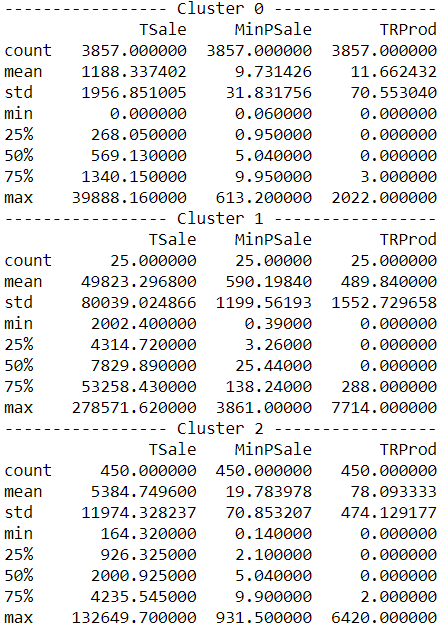 ----------------- Cluster 0 -----------------
TSale MinPSale TRProd
count 3857.000000 3857.000000 3857.000000
mean 1188.337402 9.731426 11.662432
std 1956.851005 31.831756 70.553040
min 0.000000 0.060000 0.000000
25% 268.050000 0.950000 0.000000
50% 569.130000 5.040000 0.000000
75% 1340.150000 9.950000 3.000000
max 39888.160000 613.200000 2022.000000
----------------- Cluster 1 -----------------
TSale MinPSale TRProd
count 25.000000 25.00000 25.000000
mean 49823.296800 590.19840 489.840000
std 80039.024866 1199.56193 1552.729658
min 2002.400000 0.39000 0.000000
25% 4314.720000 3.26000 0.000000
50% 7829.890000 25.44000 0.000000
75% 53258.430000 138.24000 288.000000
max 278571.620000 3861.00000 7714.000000
----------------- Cluster 2 -----------------
TSale MinPSale TRProd
count 450.000000 450.000000 450.000000
mean 5384.749600 19.783978 78.093333
std 11974.328237 70.853207 474.129177
min 164.320000 0.140000 0.000000
25% 926.325000 2.100000 0.000000
50% 2000.925000 5.040000 0.000000
75% 4235.545000 9.900000 2.000000
max 132649.700000 931.500000 6420.000000